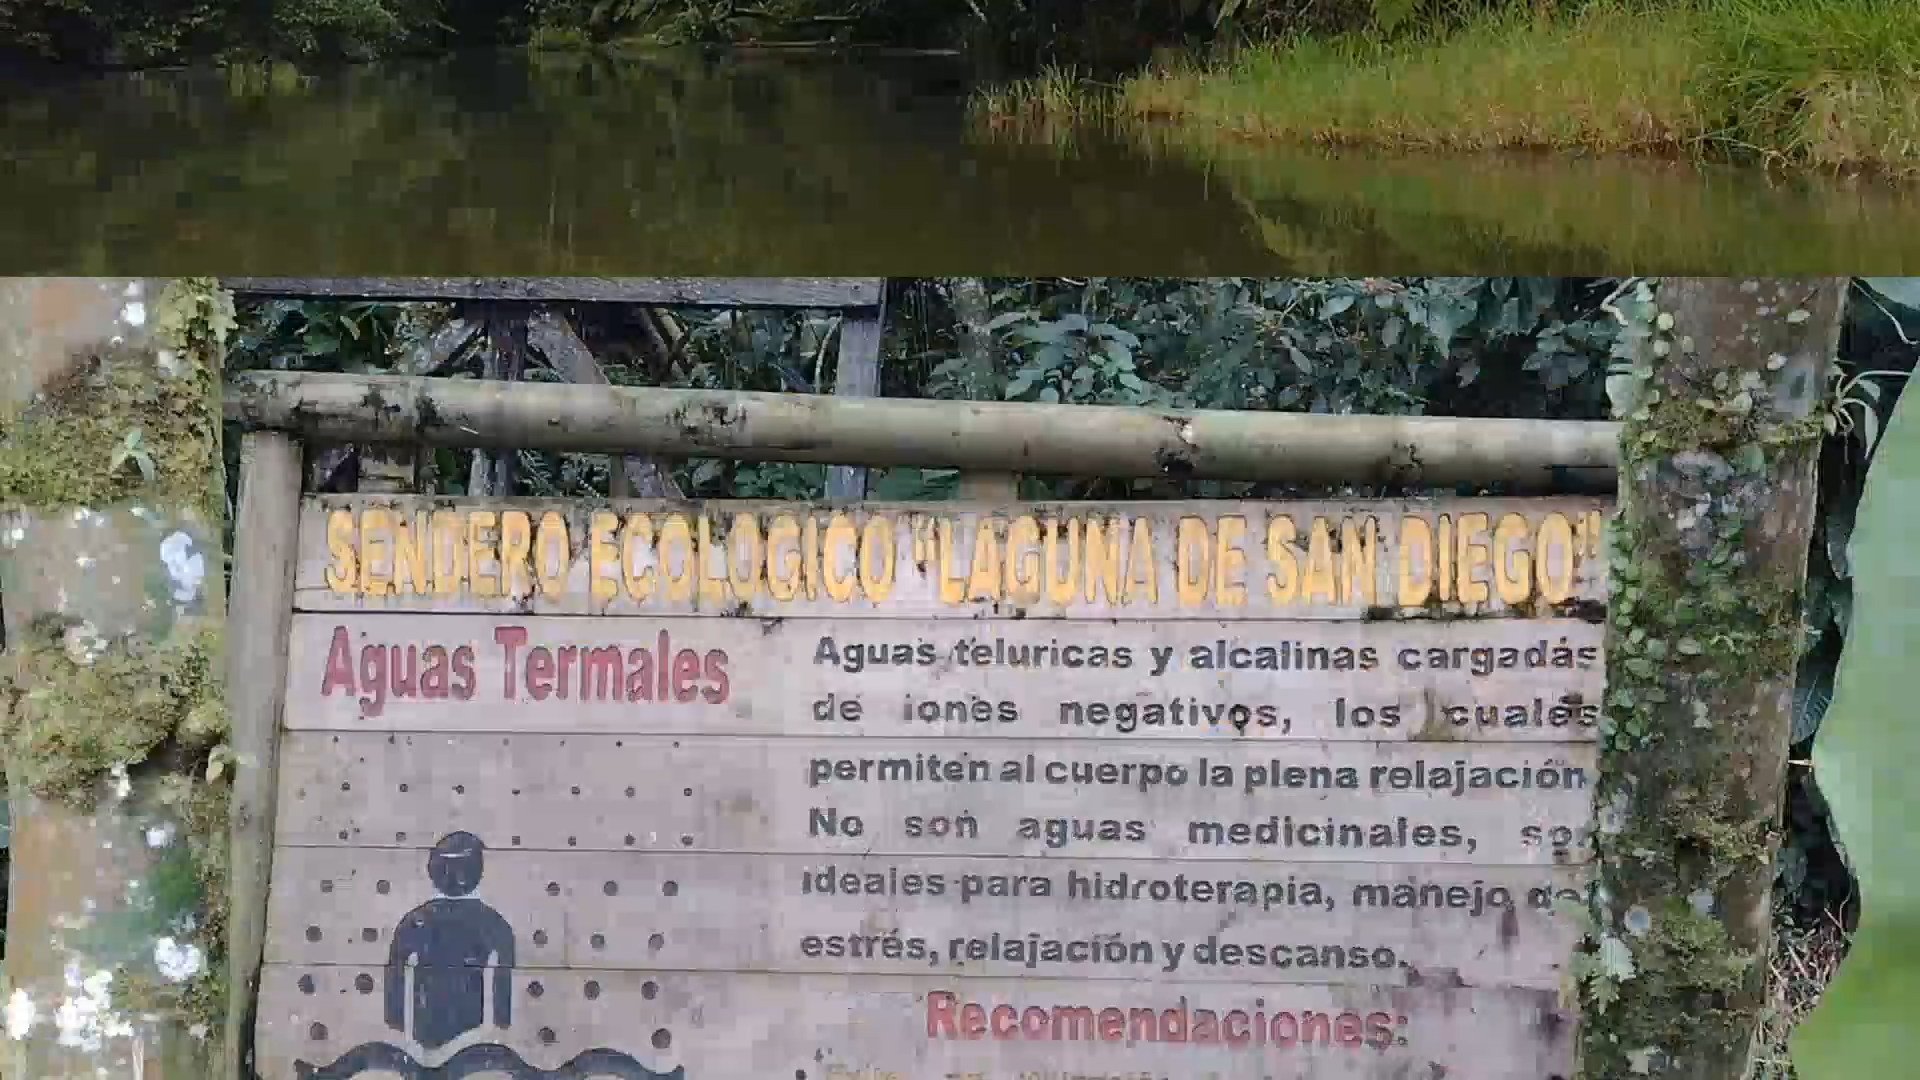 SENDERO ECOLOGICO "LAGUNA DE SAN DIEGO"
Aguas Termales
Aguas teluricas y alcalinas cargadas
de iones negativos, los cuales
permiten al cuerpo la plena relajación
No son aguas medicinales,
ideales para hidroterapia, manejo
estrés, relajación y descanso.
Recomendaciones: